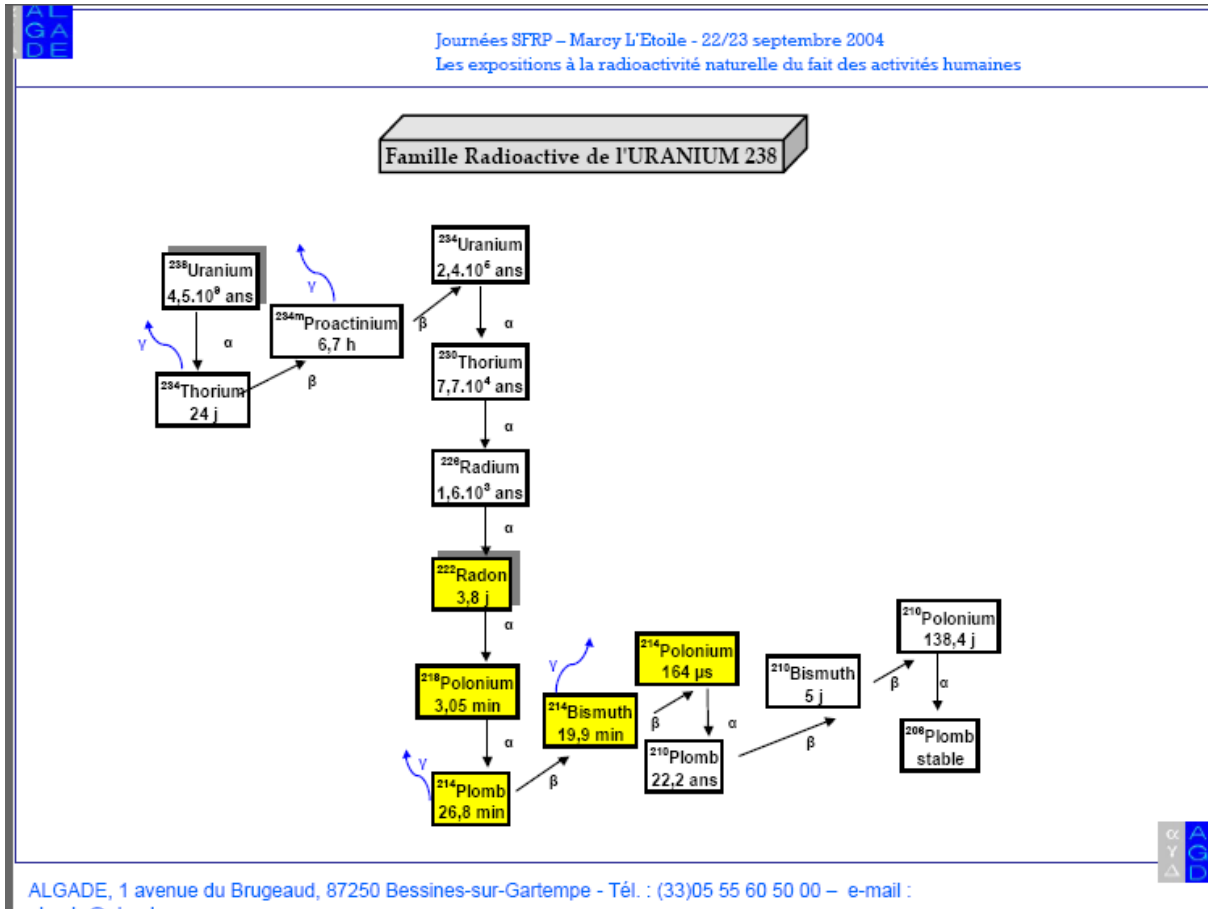 ALGADE
Journées SFRP – Marcy L'Etoile - 22/23 septembre 2004
Les expositions à la radioactivité naturelle du fait des activités humaines
Famille Radioactive de l'URANIUM 238
²³⁸Uranium
4,5.10⁹ ans
α
γ
²³⁴Thorium
24 j
β
γ
²³⁴ᵐProactinium
6,7 h
β
²³⁴Uranium
2,4.10⁵ ans
α
²³⁰Thorium
7,7.10⁴ ans
α
²²⁶Radium
1,6.10³ ans
α
²²²Radon
3,8 j
α
²¹⁸Polonium
3,05 min
α
γ
²¹⁴Plomb
26,8 min
β
γ
²¹⁴Bismuth
19,9 min
β
²¹⁴Polonium
164 µs
α
²¹⁰Plomb
22,2 ans
β
²¹⁰Bismuth
5 j
β
²¹⁰Polonium
138,4 j
α
²⁰⁶Plomb
stable
α A
γ G
Δ D
ALGADE, 1 avenue du Brugeaud, 87250 Bessines-sur-Gartempe - Tél. : (33)05 55 60 50 00 – e-mail :